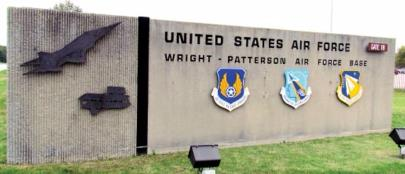 UNITED STATES AIR FORCE
GATE 1B
WRIGHT - PATTERSON AIR FORCE BASE